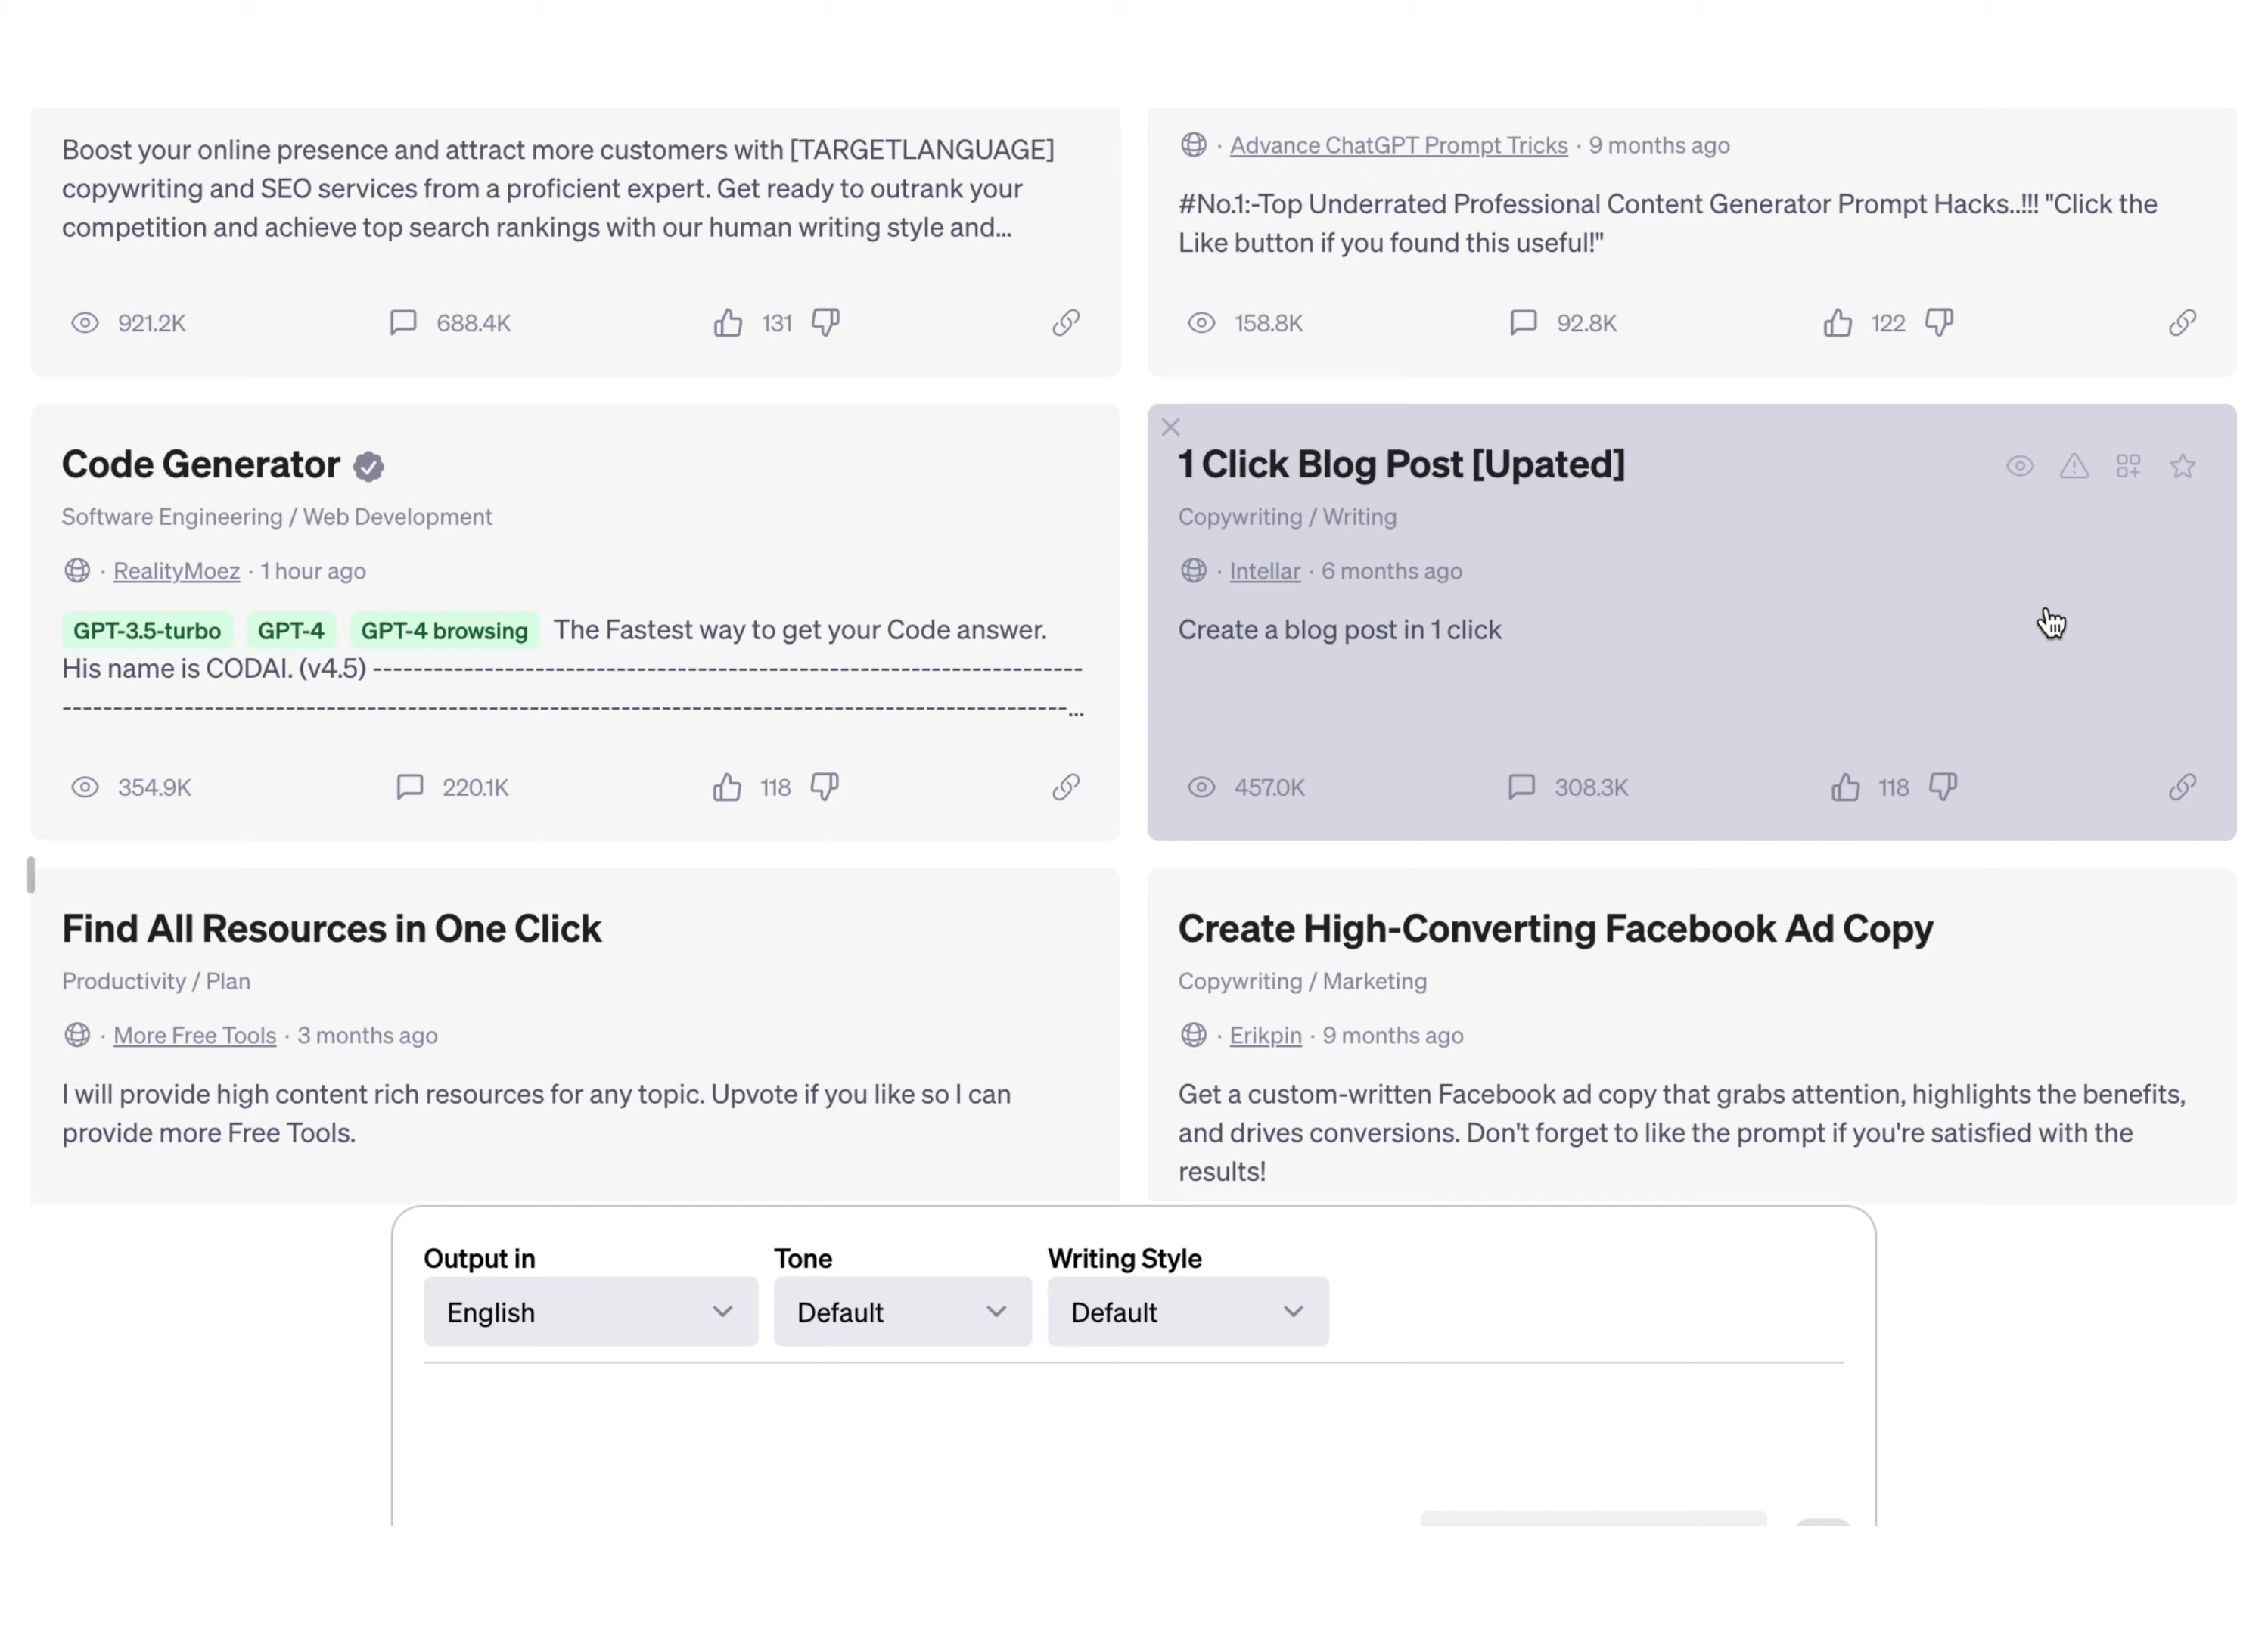 Boost your online presence and attract more customers with [TARGETLANGUAGE]
copywriting and SEO services from a proficient expert. Get ready to outrank your
competition and achieve top search rankings with our human writing style and...
921.2K 688.4K 131
· Advance ChatGPT Prompt Tricks · 9 months ago
#No.1:-Top Underrated Professional Content Generator Prompt Hacks..!!! "Click the
Like button if you found this useful!"
158.8K 92.8K 122
Code Generator
Software Engineering / Web Development
· RealityMoez · 1 hour ago
GPT-3.5-turbo GPT-4 GPT-4 browsing The Fastest way to get your Code answer.
His name is CODAI. (v4.5) ----------------------------------------------------------------------
---------------------------------------------------------------------------------------------------...
354.9K 220.1K 118
1 Click Blog Post [Upated]
Copywriting / Writing
· Intellar · 6 months ago
Create a blog post in 1 click
457.0K 308.3K 118
Find All Resources in One Click
Productivity / Plan
· More Free Tools · 3 months ago
I will provide high content rich resources for any topic. Upvote if you like so I can
provide more Free Tools.
Create High-Converting Facebook Ad Copy
Copywriting / Marketing
· Erikpin · 9 months ago
Get a custom-written Facebook ad copy that grabs attention, highlights the benefits,
and drives conversions. Don't forget to like the prompt if you're satisfied with the
results!
Output in Tone Writing Style
English Default Default